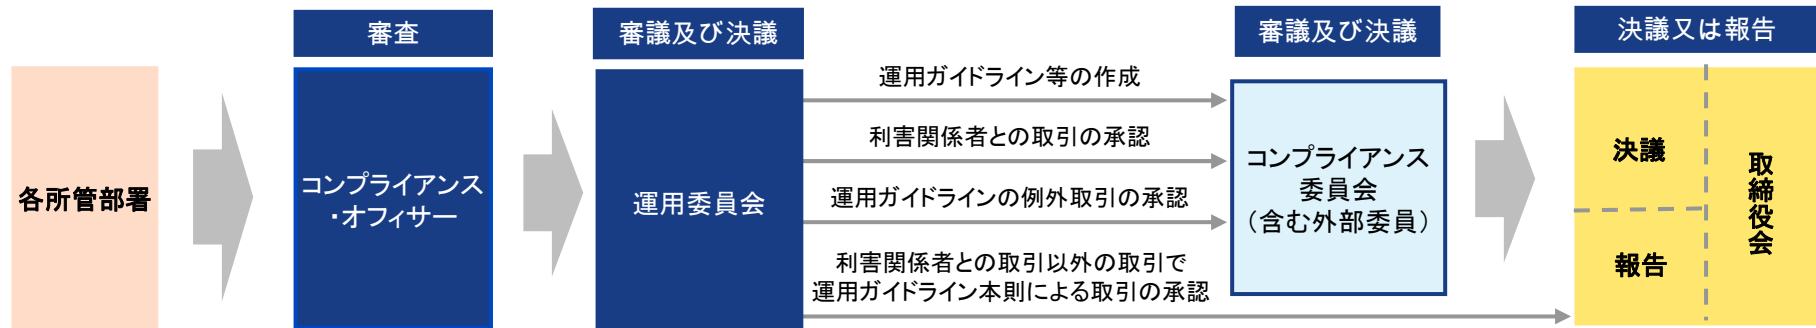 審査
審議及び決議
審議及び決議
決議又は報告
各所管部署
コンプライアンス
・オフィサー
運用委員会
運用ガイドライン等の作成
利害関係者との取引の承認
運用ガイドラインの例外取引の承認
利害関係者との取引以外の取引で
運用ガイドライン本則による取引の承認
コンプライアンス
委員会
（含む外部委員）
決議
報告
取締役会